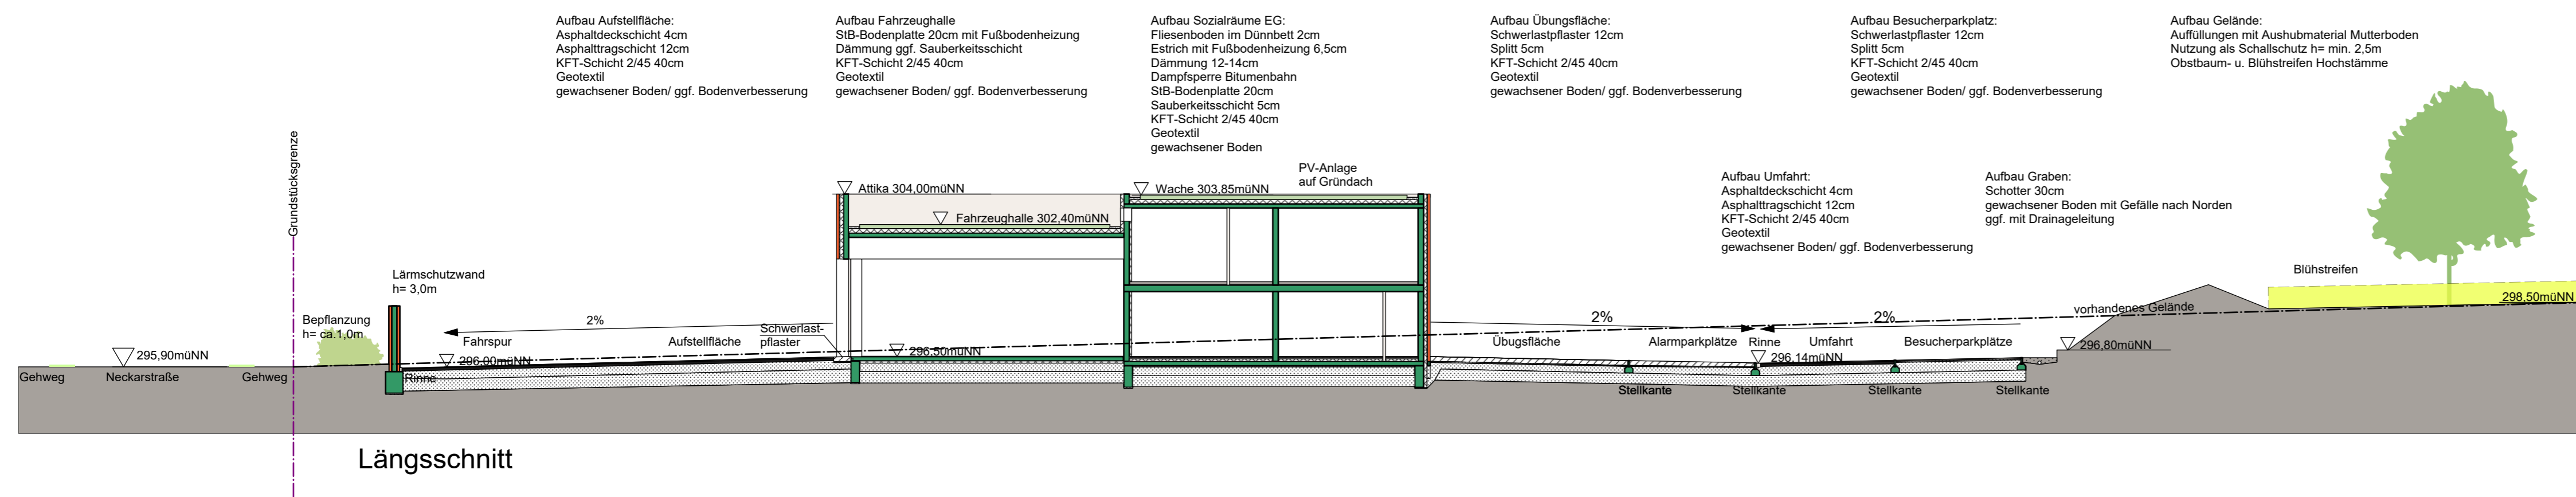 Aufbau Aufstellfläche:
Asphaltdeckschicht 4cm
Asphalttragschicht 12cm
KFT-Schicht 2/45 40cm
Geotextil
gewachsener Boden/ ggf. Bodenverbesserung
Aufbau Fahrzeughalle
StB-Bodenplatte 20cm mit Fußbodenheizung
Dämmung ggf. Sauberkeitsschicht
KFT-Schicht 2/45 40cm
Geotextil
gewachsener Boden/ ggf. Bodenverbesserung
Aufbau Sozialräume EG:
Fliesenboden im Dünnbett 2cm
Estrich mit Fußbodenheizung 6,5cm
Dämmung 12-14cm
Dampfsperre Bitumenbahn
StB-Bodenplatte 20cm
Sauberkeitsschicht 5cm
KFT-Schicht 2/45 40cm
Geotextil
gewachsener Boden
Aufbau Übungsfläche:
Schwerlastpflaster 12cm
Splitt 5cm
KFT-Schicht 2/45 40cm
Geotextil
gewachsener Boden/ ggf. Bodenverbesserung
Aufbau Besucherparkplatz:
Schwerlastpflaster 12cm
Splitt 5cm
KFT-Schicht 2/45 40cm
Geotextil
gewachsener Boden/ ggf. Bodenverbesserung
Aufbau Gelände:
Auffüllungen mit Aushubmaterial Mutterboden
Nutzung als Schallschutz h= min. 2,5m
Obstbaum- u. Blühstreifen Hochstämme
Grundstücksgrenze
PV-Anlage
auf Gründach
Attika 304,00müNN
Wache 303,85müNN
Fahrzeughalle 302,40müNN
Aufbau Umfahrt:
Asphaltdeckschicht 4cm
Asphalttragschicht 12cm
KFT-Schicht 2/45 40cm
Geotextil
gewachsener Boden/ ggf. Bodenverbesserung
Aufbau Graben:
Schotter 30cm
gewachsener Boden mit Gefälle nach Norden
ggf. mit Drainageleitung
Lärmschutzwand
h= 3,0m
Blühstreifen
298,50müNN
vorhandenes Gelände
Bepflanzung
h= ca.1,0m
2%
Schwerlast-
pflaster
2%
2%
Fahrspur
Aufstellfläche
Übungsfläche
Alarmparkplätze
Rinne
Umfahrt
Besucherparkplätze
295,90müNN
296,00müNN
296,50müNN
296,14müNN
296,80müNN
Gehweg
Neckarstraße
Gehweg
Rinne
Stellkante
Stellkante
Stellkante
Stellkante
Längsschnitt